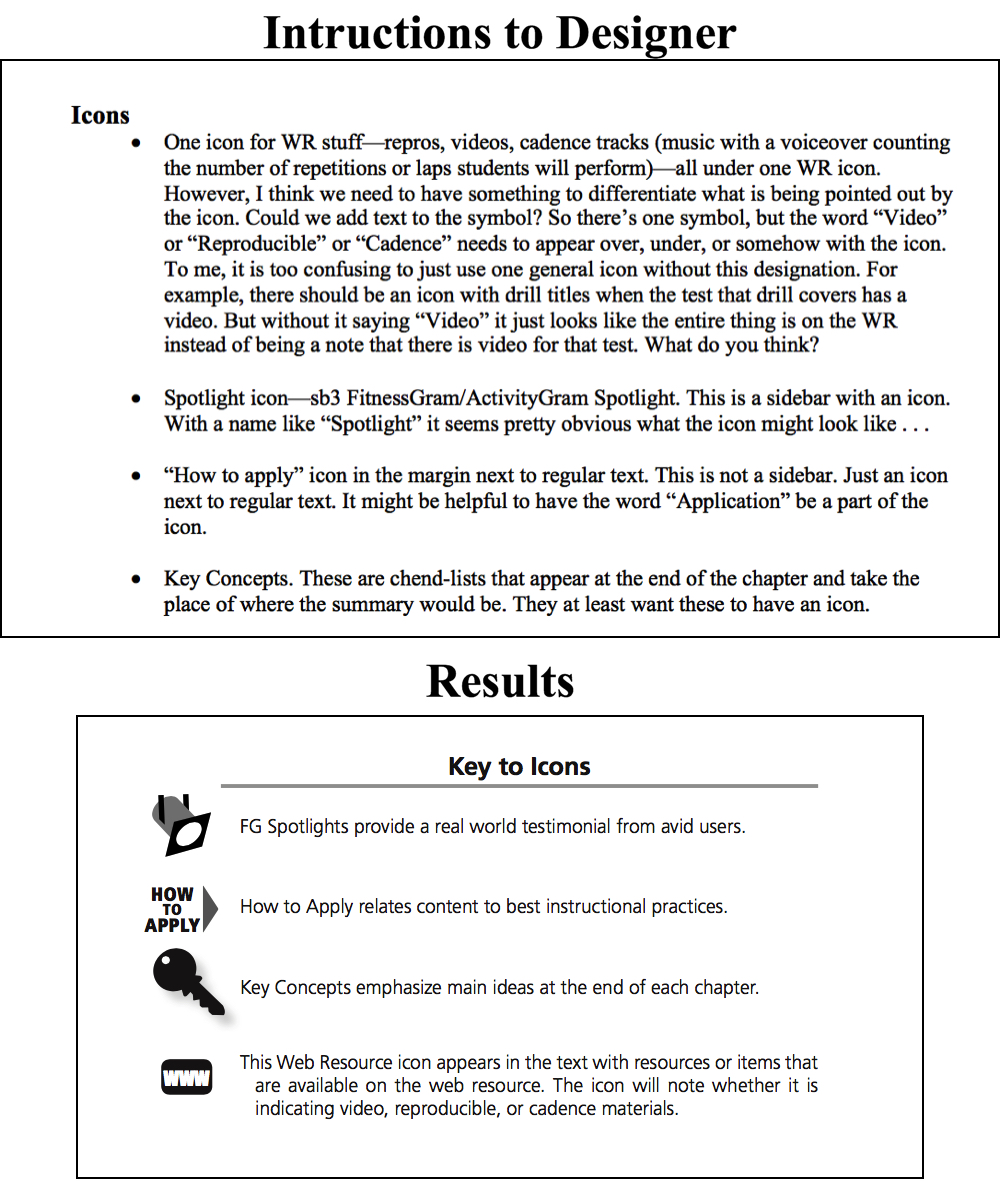 Intructions to Designer
Icons
• One icon for WR stuff—repros, videos, cadence tracks (music with a voiceover counting
the number of repetitions or laps students will perform)—all under one WR icon.
However, I think we need to have something to differentiate what is being pointed out by
the icon. Could we add text to the symbol? So there’s one symbol, but the word “Video”
or “Reproducible” or “Cadence” needs to appear over, under, or somehow with the icon.
To me, it is too confusing to just use one general icon without this designation. For
example, there should be an icon with drill titles when the test that drill covers has a
video. But without it saying “Video” it just looks like the entire thing is on the WR
instead of being a note that there is video for that test. What do you think?
• Spotlight icon—sb3 FitnessGram/ActivityGram Spotlight. This is a sidebar with an icon.
With a name like “Spotlight” it seems pretty obvious what the icon might look like . . .
• “How to apply” icon in the margin next to regular text. This is not a sidebar. Just an icon
next to regular text. It might be helpful to have the word “Application” be a part of the
icon.
• Key Concepts. These are chend-lists that appear at the end of the chapter and take the
place of where the summary would be. They at least want these to have an icon.
Results
Key to Icons
FG Spotlights provide a real world testimonial from avid users.
HOW
TO
APPLY
How to Apply relates content to best instructional practices.
Key Concepts emphasize main ideas at the end of each chapter.
WWW
This Web Resource icon appears in the text with resources or items that
are available on the web resource. The icon will note whether it is
indicating video, reproducible, or cadence materials.